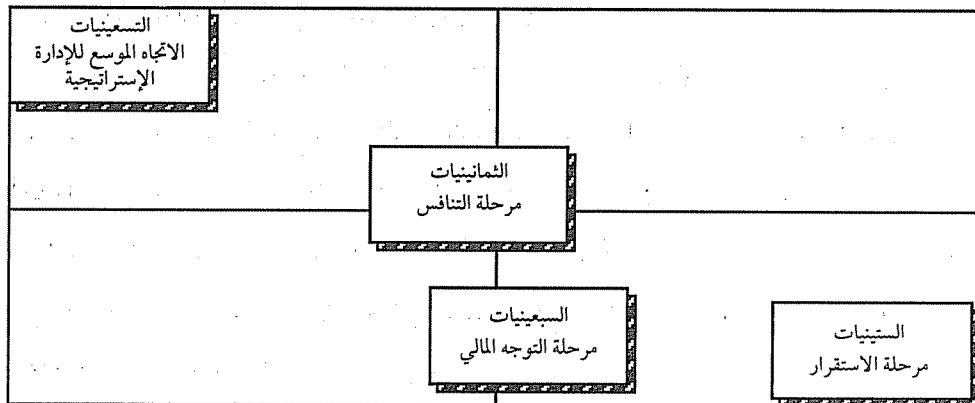 التسعينيات
الاتجاه الموسع للإدارة
الإستراتيجية
الثمانينيات
مرحلة التنافس
السبعينيات
مرحلة التوجه المالي
الستينيات
مرحلة الاستقرار